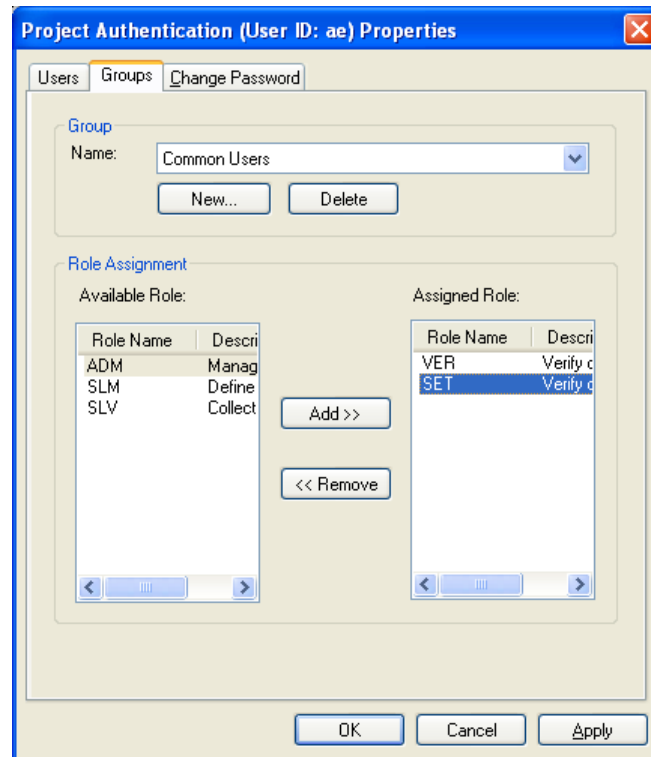 Project Authentication (User ID: ae) Properties
Users Groups Change Password
Group
Name: Common Users
New... Delete
Role Assignment
Available Role: Assigned Role:
Role Name Descri Role Name Descri
ADM Manag VER Verify c
SLM Define SET Verify c
SLV Collect
Add >>
<< Remove
OK Cancel Apply